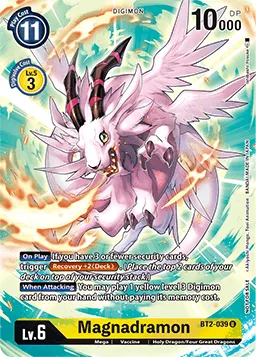 Play Cost
11
DIGIMON
10000
DP
Digivolve Cost
Lv.5
3
On Play If you have 3 or fewer security cards,
trigger Recovery +2 (Deck). (Place the top 2 cards of your
deck on top of your security stack.)
When Attacking You may play 1 yellow level 3 Digimon
card from your hand without paying its memory cost.
Lv.6
Magnadramon
BT2-039 R
Mega
Vaccine
Holy Dragon/Four Great Dragons